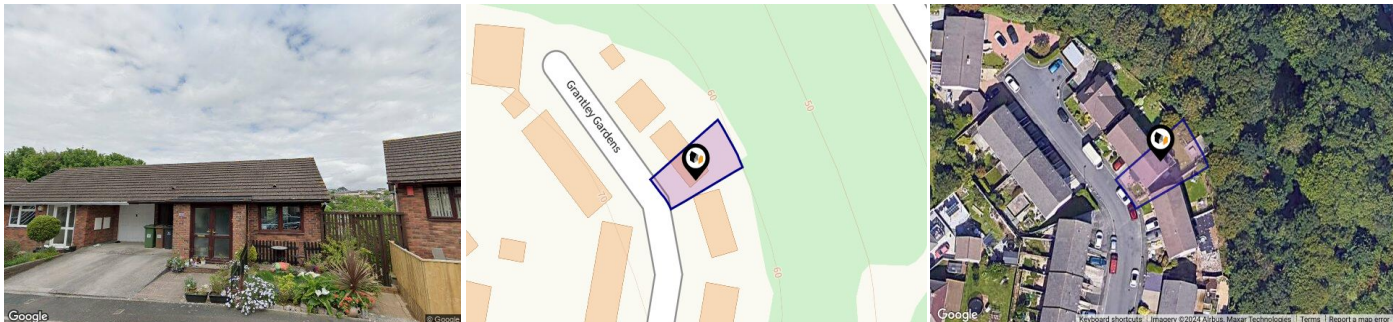 Google
© Google
Grantley Gardens
60
50
70
60
Google
Keyboard shortcuts
Imagery ©2024 Airbus, Maxar Technologies
Terms
Report a map error